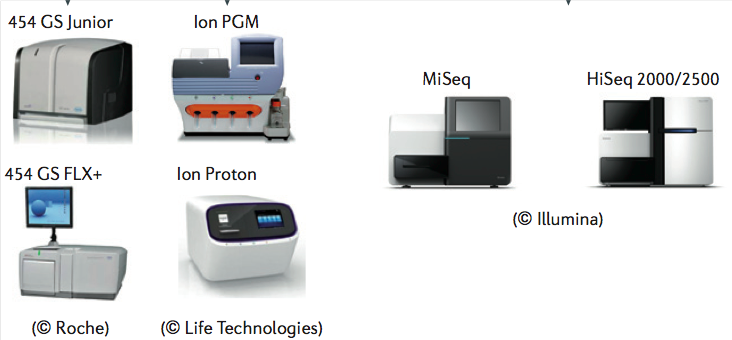 454 GS Junior
Ion PGM
MiSeq
HiSeq 2000/2500
454 GS FLX+
Ion Proton
(© Illumina)
(© Roche)
(© Life Technologies)